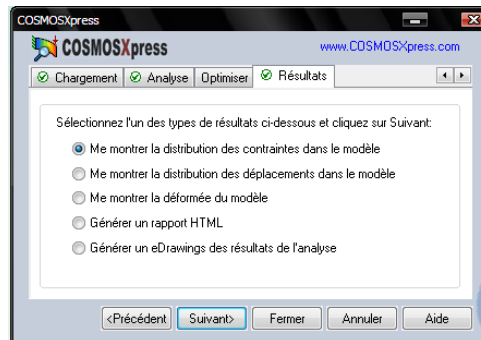 COSMOSXpress
COSMOSXpress www.COSMOSXpress.com
Chargement Analyse Optimiser Résultats
Sélectionnez l'un des types de résultats ci-dessous et cliquez sur Suivant:
Me montrer la distribution des contraintes dans le modèle
Me montrer la distribution des déplacements dans le modèle
Me montrer la déformée du modèle
Générer un rapport HTML
Générer un eDrawings des résultats de l'analyse
<Précédent Suivant> Fermer Annuler Aide